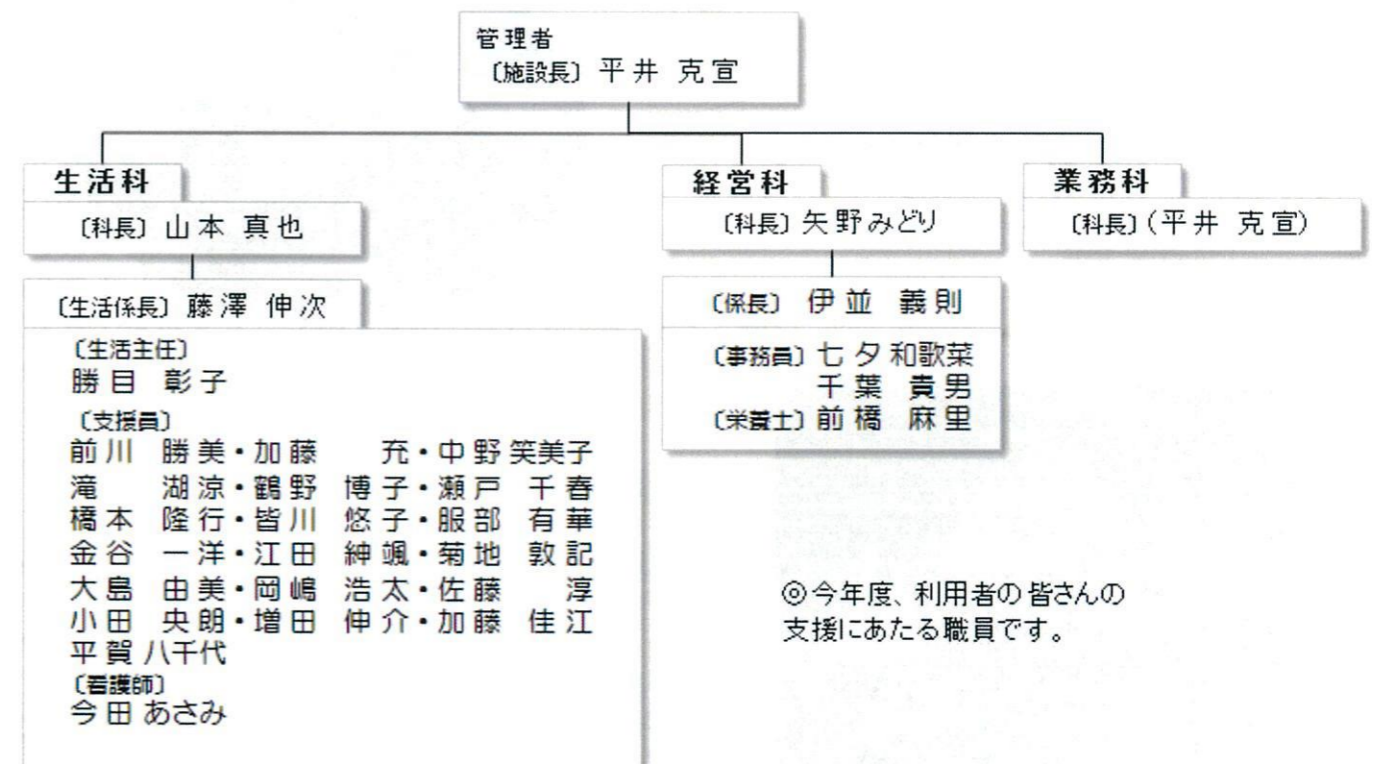 管理者
〔施設長〕 平井 克宣
生活科
〔科長〕 山本 真也
〔生活係長〕 藤澤 伸次
〔生活主任〕
勝目 彰子
〔支援員〕
前川 勝美・加藤 充・中野 笑美子
滝 湖涼・鶴野 博子・瀬戸 千春
橋本 隆行・皆川 悠子・服部 有華
金谷 一洋・江田 紳颯・菊地 敦記
大島 由美・岡嶋 浩太・佐藤 淳
小田 央朗・増田 伸介・加藤 佳江
平賀 八千代
〔看護師〕
今田 あさみ
経営科
〔科長〕 矢野みどり
〔係長〕 伊並 義則
〔事務員〕 七夕 和歌菜
千葉 貴男
〔栄養士〕 前橋 麻里
業務科
〔科長〕 (平井 克宣)
◎今年度、利用者の皆さんの
支援にあたる職員です。